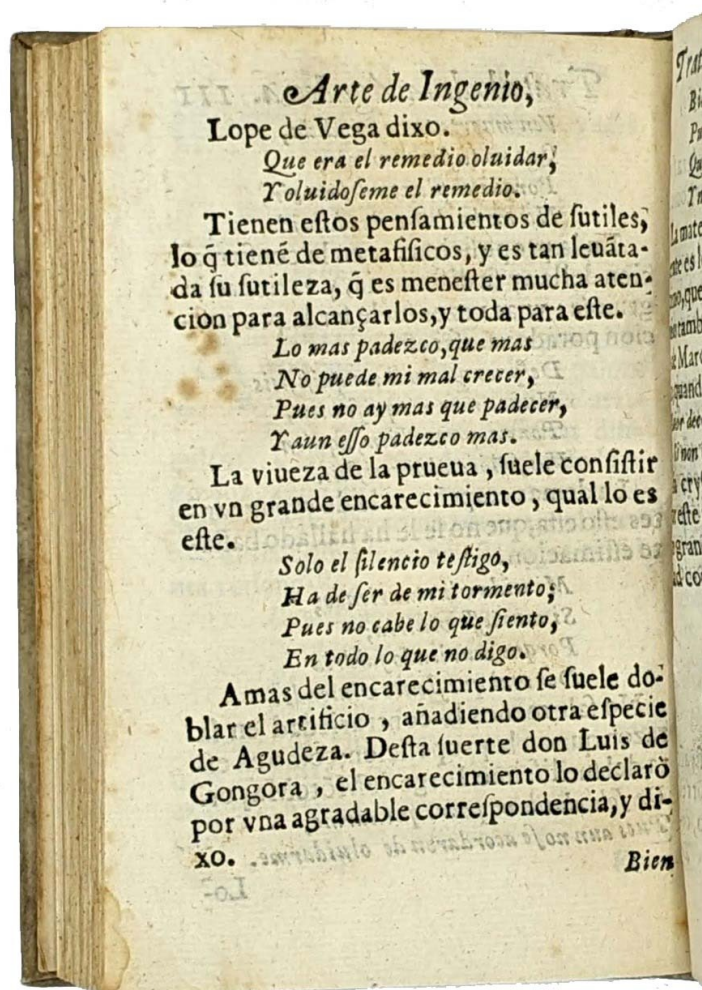 Arte de Ingenio,
Lope de Vega dixo.
Que era el remedio oluidar,
Y oluidoſeme el remedio.
Tienen eſtos penſamientos de ſutiles,
lo q̃ tienẽ de metafiſicos, y es tan leuãta-
da ſu ſutileza, q̃ es meneſter mucha aten-
cion para alcançarlos, y toda para eſte.
Lo mas padezco, que mas
No puede mi mal crecer,
Pues no ay mas que padecer,
Y aun eſſo padezco mas.
La viueza de la prueua, ſuele conſiſtir
en vn grande encarecimiento, qual lo es
eſte.
Solo el ſilencio teſtigo,
Ha de ſer de mi tormento;
Pues no cabe lo que ſiento,
En todo lo que no digo.
Amas del encarecimiento ſe ſuele do-
blar el artificio, añadiendo otra eſpecie
de Agudeza. Deſta ſuerte don Luis de
Gongora, el encarecimiento lo declarò
por vna agradable correſpondencia, y di-
xo.
Bien
Trat